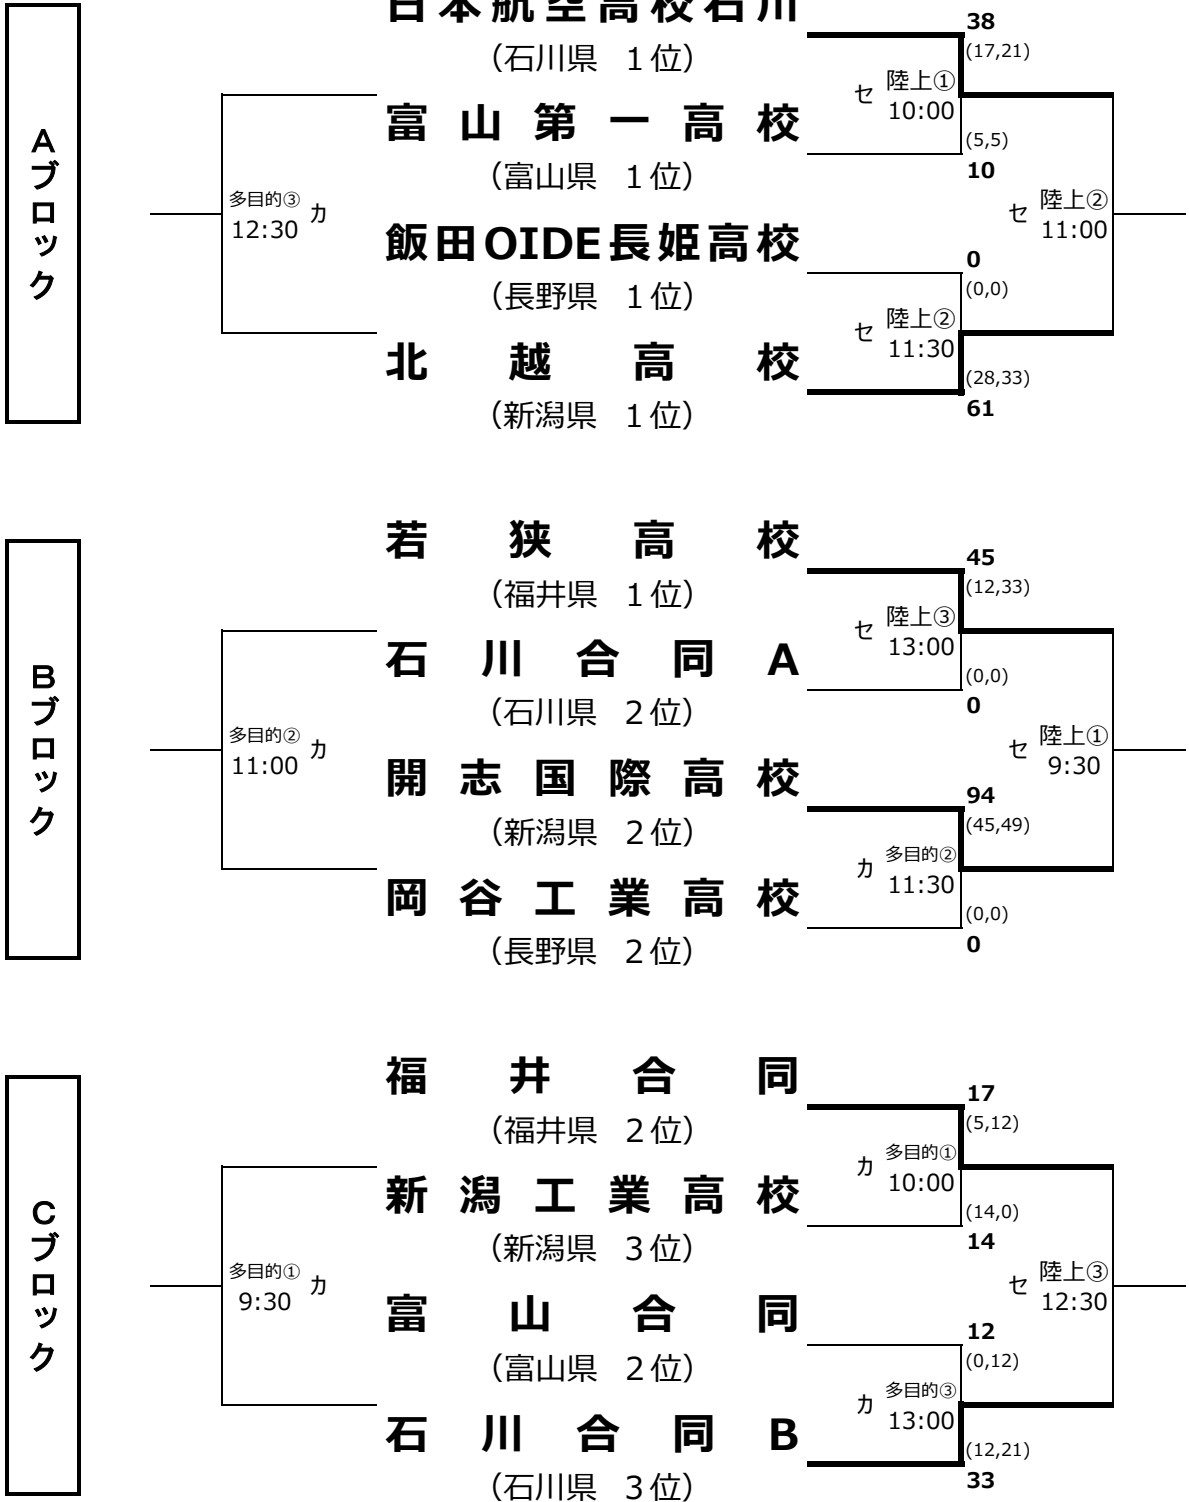 Aブロック
日本航空高校石川
（石川県 1位）
富山第一高校
（富山県 1位）
飯田OIDE長姫高校
（長野県 1位）
北越高校
（新潟県 1位）
多目的③
12:30
カ
セ
陸上①
10:00
38
(17,21)
(5,5)
10
セ
陸上②
11:30
0
(0,0)
(28,33)
61
セ
陸上②
11:00
Bブロック
若狭高校
（福井県 1位）
石川合同A
（石川県 2位）
開志国際高校
（新潟県 2位）
岡谷工業高校
（長野県 2位）
多目的②
11:00
カ
セ
陸上③
13:00
45
(12,33)
(0,0)
0
カ
多目的②
11:30
94
(45,49)
(0,0)
0
セ
陸上①
9:30
Cブロック
福井合同
（福井県 2位）
新潟工業高校
（新潟県 3位）
富山合同
（富山県 2位）
石川合同B
（石川県 3位）
多目的①
9:30
カ
カ
多目的①
10:00
17
(5,12)
(14,0)
14
カ
多目的③
13:00
12
(0,12)
(12,21)
33
セ
陸上③
12:30